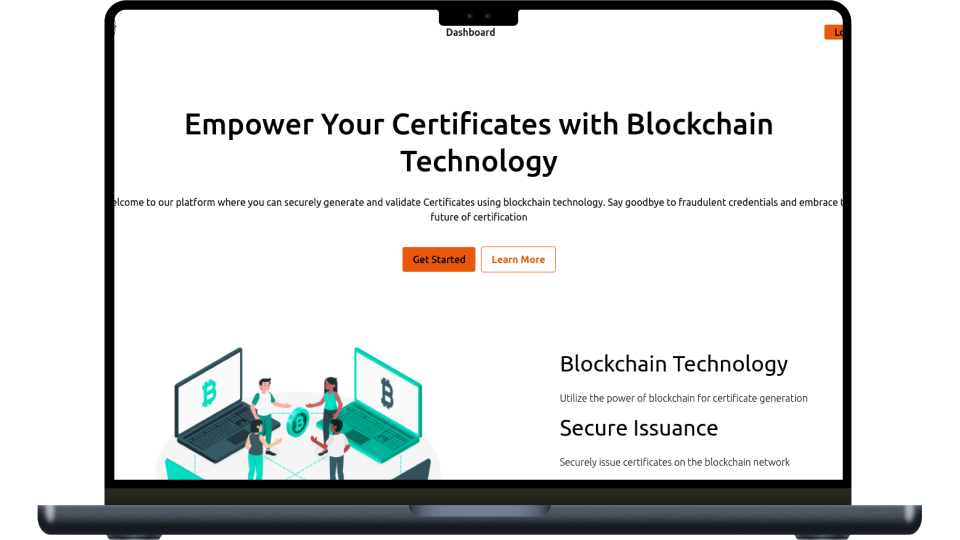 Dashboard
Empower Your Certificates with Blockchain
Technology
to our platform where you can securely generate and validate Certificates using blockchain technology. Say goodbye to fraudulent credentials and embrace
future of certification
Get Started
Learn More
Blockchain Technology
Utilize the power of blockchain for certificate generation
Secure Issuance
Securely issue certificates on the blockchain network